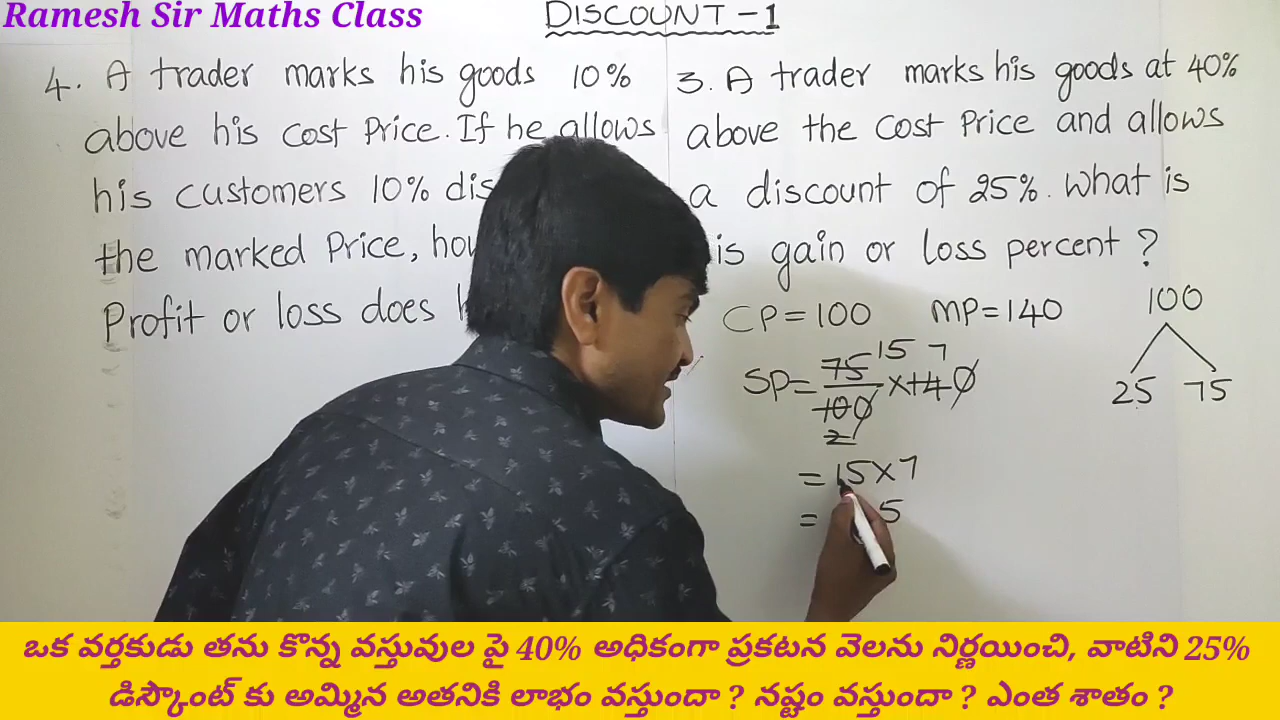 Ramesh Sir Maths Class
DISCOUNT - 1
4. A trader marks his goods 10%
above his cost Price. If he allows
his customers 10% dis
the marked Price, how
Profit or loss does h
3. A trader marks his goods at 40%
above the cost Price and allows
a discount of 25%. What is
is gain or loss percent ?
CP = 100 MP = 140 100
25 75
15 7
SP = 75/100 x 140
2
= 15 x 7
= 5
ఒక వర్తకుడు తను కొన్న వస్తువుల పై 40% అధికంగా ప్రకటన వెలను నిర్ణయించి, వాటిని 25%
డిస్కౌంట్ కు అమ్మిన అతనికి లాభం వస్తుందా ? నష్టం వస్తుందా ? ఎంత శాతం ?